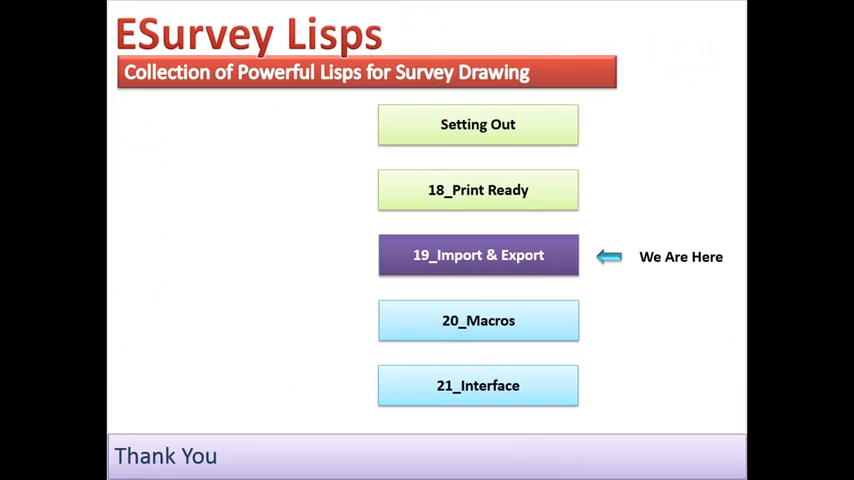 ESurvey Lisps
Collection of Powerful Lisps for Survey Drawing
Setting Out
18_Print Ready
19_Import & Export
We Are Here
20_Macros
21_Interface
Thank You